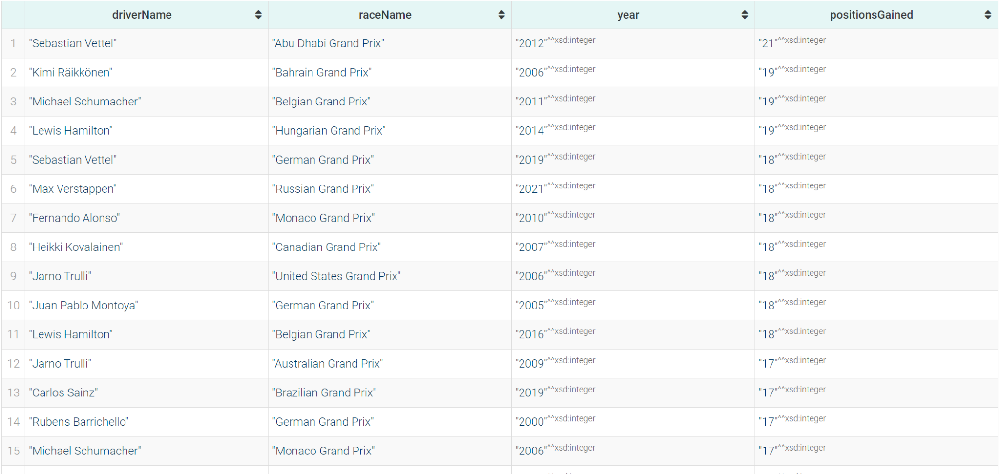 driverName raceName year positionsGained
1 "Sebastian Vettel" "Abu Dhabi Grand Prix" "2012"^^xsd:integer "21"^^xsd:integer
2 "Kimi Räikkönen" "Bahrain Grand Prix" "2006"^^xsd:integer "19"^^xsd:integer
3 "Michael Schumacher" "Belgian Grand Prix" "2011"^^xsd:integer "19"^^xsd:integer
4 "Lewis Hamilton" "Hungarian Grand Prix" "2014"^^xsd:integer "19"^^xsd:integer
5 "Sebastian Vettel" "German Grand Prix" "2019"^^xsd:integer "18"^^xsd:integer
6 "Max Verstappen" "Russian Grand Prix" "2021"^^xsd:integer "18"^^xsd:integer
7 "Fernando Alonso" "Monaco Grand Prix" "2010"^^xsd:integer "18"^^xsd:integer
8 "Heikki Kovalainen" "Canadian Grand Prix" "2007"^^xsd:integer "18"^^xsd:integer
9 "Jarno Trulli" "United States Grand Prix" "2006"^^xsd:integer "18"^^xsd:integer
10 "Juan Pablo Montoya" "German Grand Prix" "2005"^^xsd:integer "18"^^xsd:integer
11 "Lewis Hamilton" "Belgian Grand Prix" "2016"^^xsd:integer "18"^^xsd:integer
12 "Jarno Trulli" "Australian Grand Prix" "2009"^^xsd:integer "17"^^xsd:integer
13 "Carlos Sainz" "Brazilian Grand Prix" "2019"^^xsd:integer "17"^^xsd:integer
14 "Rubens Barrichello" "German Grand Prix" "2000"^^xsd:integer "17"^^xsd:integer
15 "Michael Schumacher" "Monaco Grand Prix" "2006"^^xsd:integer "17"^^xsd:integer